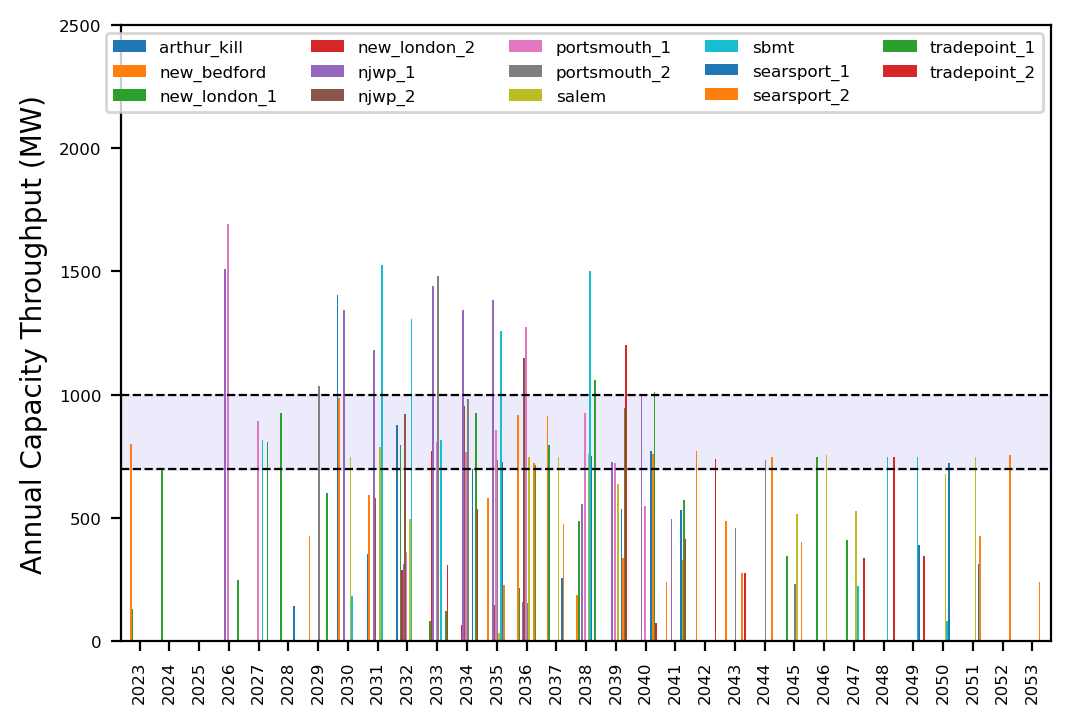 2500
arthur_kill new_london_2 portsmouth_1 sbmt tradepoint_1
new_bedford njwp_1 portsmouth_2 searsport_1 tradepoint_2
new_london_1 njwp_2 salem searsport_2
2000
1500
1000
500
0
Annual Capacity Throughput (MW)
2023 2024 2025 2026 2027 2028 2029 2030 2031 2032 2033 2034 2035 2036 2037 2038 2039 2040 2041 2042 2043 2044 2045 2046 2047 2048 2049 2050 2051 2052 2053